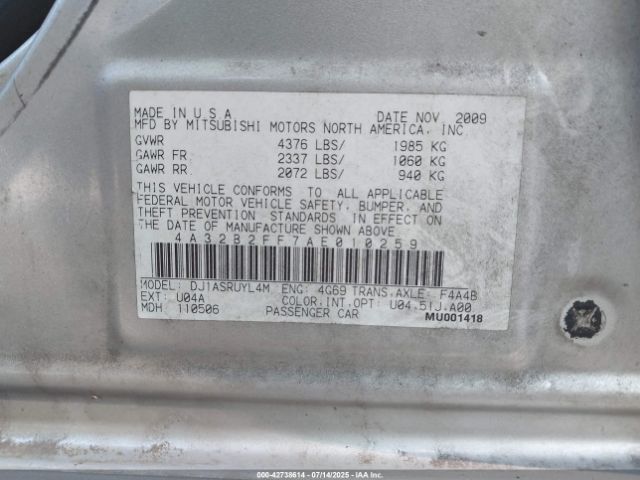 MADE IN U S A DATE NOV 2009
MFD BY MITSUBISHI MOTORS NORTH AMERICA, INC
GVWR 4376 LBS/ 1985 KG
GAWR FR 2337 LBS/ 1060 KG
GAWR RR 2072 LBS/ 940 KG
THIS VEHICLE CONFORMS TO ALL APPLICABLE
FEDERAL MOTOR VEHICLE SAFETY, BUMPER, AND
THEFT PREVENTION STANDARDS IN EFFECT ON
THE DATE OF MANUFACTURE SHOWN ABOVE
4A32B2FF7AE010259
MODEL: DJ1ASRUYL4M ENG: 4G69 TRANS.AXLE: F4A4B
EXT: U04A COLOR.INT.OPT: U04.51J.A00
MDH: 110506 PASSENGER CAR MU001418
000-42738614 - 07/14/2025 - IAAI.COM